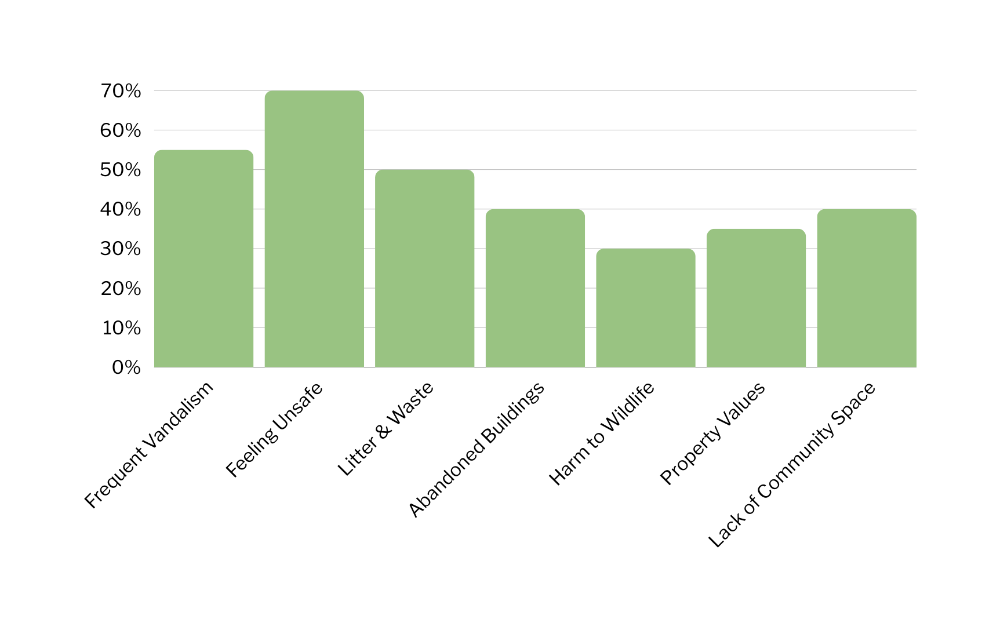 70%
60%
50%
40%
30%
20%
10%
0%
Frequent Vandalism
Feeling Unsafe
Litter & Waste
Abandoned Buildings
Harm to Wildlife
Property Values
Lack of Community Space